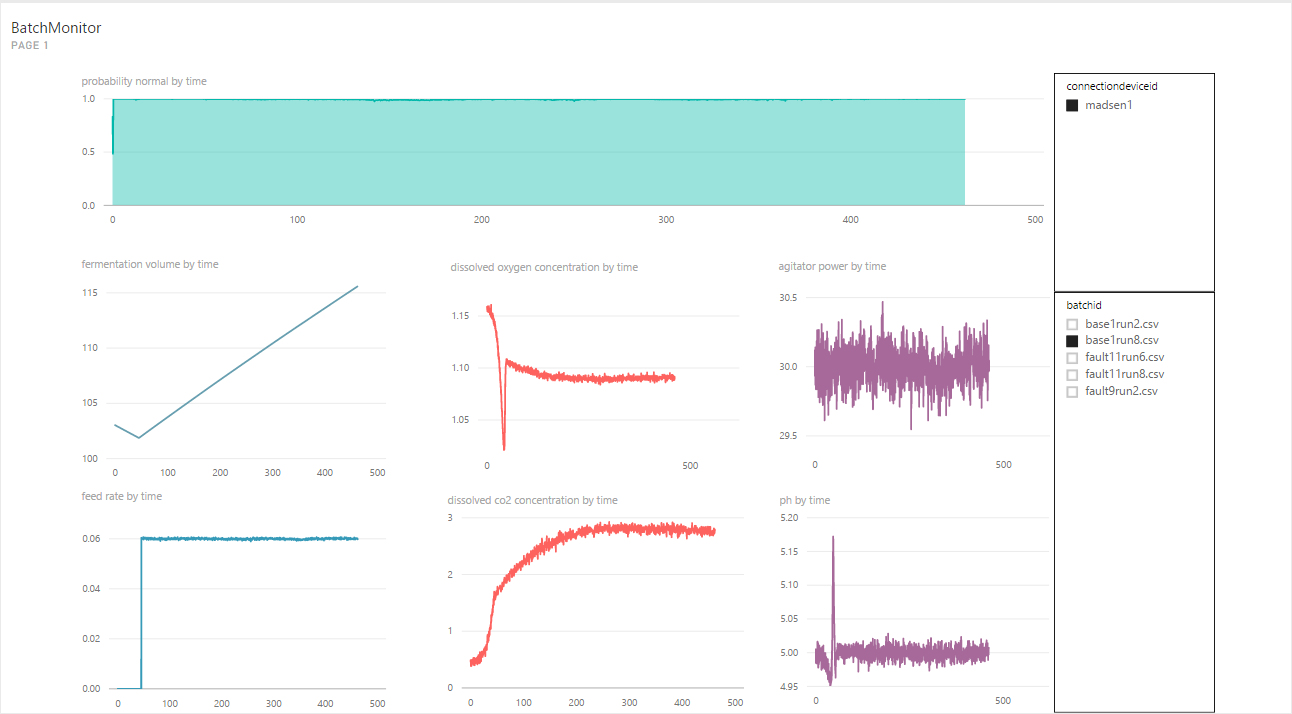 BatchMonitor
PAGE 1
probability normal by time
1.0
0.5
0.0
0 100 200 300 400 500
connectiondeviceid
madsen1
fermentation volume by time
115
110
105
100
0 100 200 300 400 500
dissolved oxygen concentration by time
1.15
1.10
1.05
0 500
agitator power by time
30.5
30.0
29.5
0 500
batchid
base1run2.csv
base1run8.csv
fault11run6.csv
fault11run8.csv
fault9run2.csv
feed rate by time
0.06
0.04
0.02
0.00
0 100 200 300 400 500
dissolved co2 concentration by time
3
2
1
0
0 100 200 300 400 500
ph by time
5.20
5.15
5.10
5.05
5.00
4.95
0 500